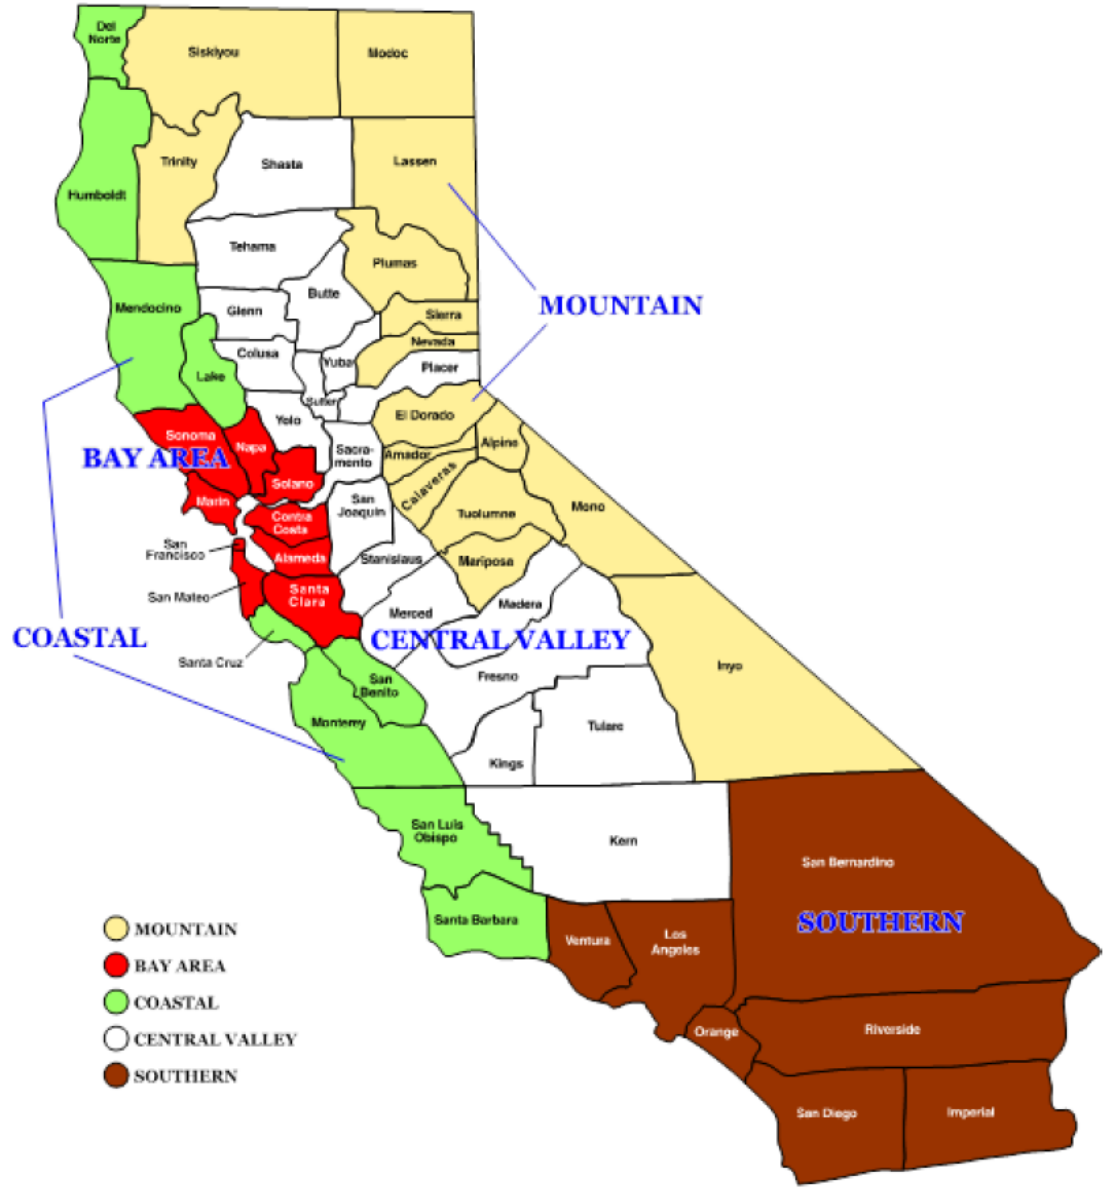 Del
Norte
Siskiyou
Modoc
Trinity
Shasta
Lassen
Humboldt
Tehama
Plumas
Mendocino
Glenn
Butte
Sierra
MOUNTAIN
Nevada
Colusa
Yuba
Placer
Lake
Sutter
Yolo
El Dorado
Sonoma
Napa
BAY AREA
Sacra-
mento
Amador
Alpine
Solano
Calaveras
Marin
San
Joaquin
Mono
Contra
Costa
Tuolumne
San
Francisco
Alameda
Stanislaus
Mariposa
San Mateo
Santa
Clara
Merced
Madera
COASTAL
CENTRAL VALLEY
Santa Cruz
Inyo
San
Benito
Fresno
Monterey
Tulare
Kings
San Luis
Obispo
Kern
San Bernardino
Santa Barbara
SOUTHERN
Ventura
Los
Angeles
MOUNTAIN
BAY AREA
COASTAL
CENTRAL VALLEY
SOUTHERN
Orange
Riverside
San Diego
Imperial